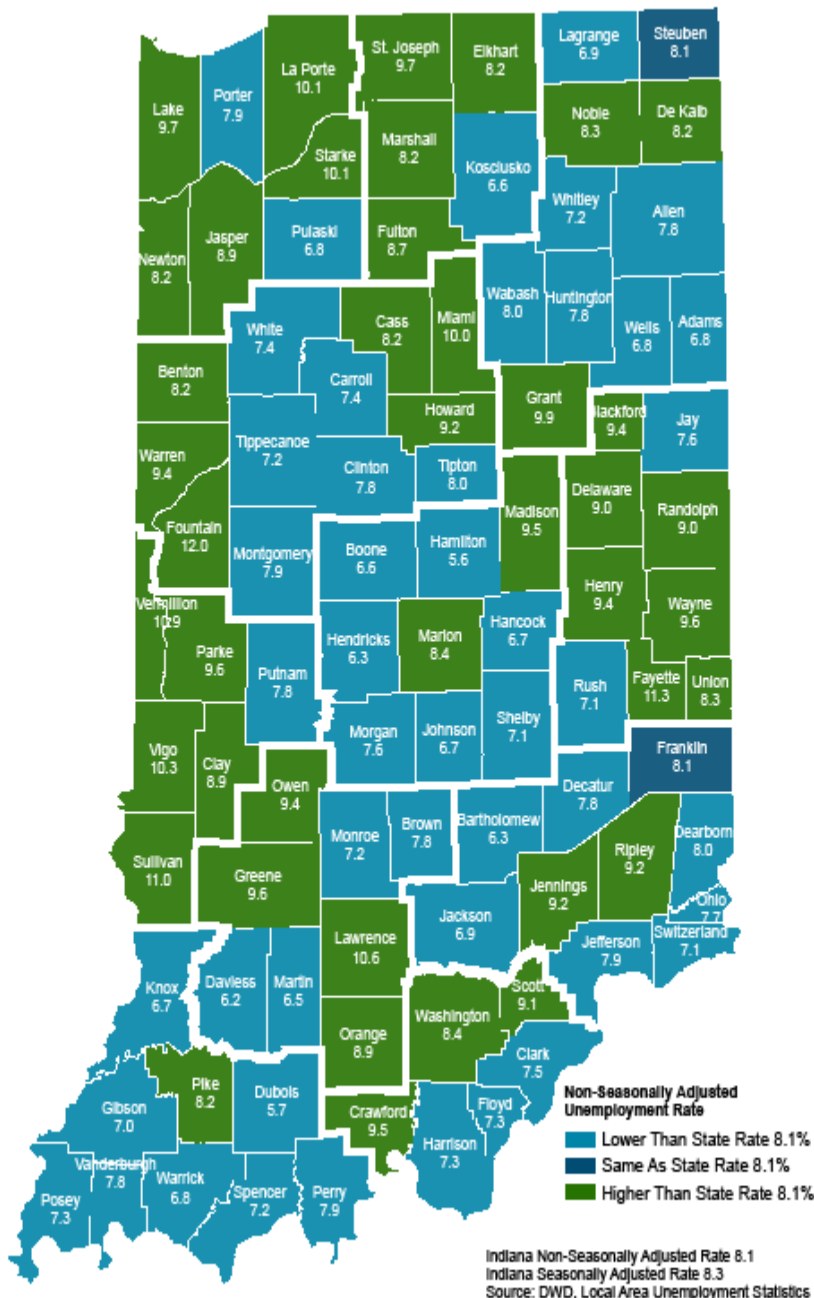 St. Joseph
9.7
Elkhart
8.2
Lagrange
6.9
Steuben
8.1
La Porte
10.1
Porter
7.9
Lake
9.7
Noble
8.3
De Kalb
8.2
Marshall
8.2
Starke
10.1
Kosciusko
6.6
Whitley
7.2
Allen
7.8
Pulaski
6.8
Fulton
8.7
Jasper
8.9
Newton
8.2
Wabash
8.0
Huntington
7.8
Wells
6.8
Adams
6.8
White
7.4
Cass
8.2
Miami
10.0
Benton
8.2
Carroll
7.4
Grant
9.9
Howard
9.2
Blackford
9.4
Jay
7.6
Tippecanoe
7.2
Warren
9.4
Clinton
7.8
Tipton
8.0
Delaware
9.0
Randolph
9.0
Madison
9.5
Fountain
12.0
Montgomery
7.9
Boone
6.6
Hamilton
5.6
Henry
9.4
Wayne
9.6
Vermillion
10.9
Parke
9.6
Putnam
7.8
Hendricks
6.3
Marion
8.4
Hancock
6.7
Rush
7.1
Fayette
11.3
Union
8.3
Vigo
10.3
Clay
8.9
Morgan
7.6
Johnson
6.7
Shelby
7.1
Franklin
8.1
Owen
9.4
Decatur
7.8
Monroe
7.2
Brown
7.8
Bartholomew
6.3
Dearborn
8.0
Ripley
9.2
Sullivan
11.0
Greene
9.6
Jennings
9.2
Ohio
7.7
Jackson
6.9
Lawrence
10.6
Jefferson
7.9
Switzerland
7.1
Knox
6.7
Daviess
6.2
Martin
6.5
Scott
9.1
Washington
8.4
Orange
8.9
Clark
7.5
Pike
8.2
Dubois
5.7
Gibson
7.0
Crawford
9.5
Floyd
7.3
Harrison
7.3
Vanderburgh
7.8
Warrick
6.8
Posey
7.3
Spencer
7.2
Perry
7.9
Non-Seasonally Adjusted
Unemployment Rate
Lower Than State Rate 8.1%
Same As State Rate 8.1%
Higher Than State Rate 8.1%
Indiana Non-Seasonally Adjusted Rate 8.1
Indiana Seasonally Adjusted Rate 8.3
Source: DWD, Local Area Unemployment Statistics